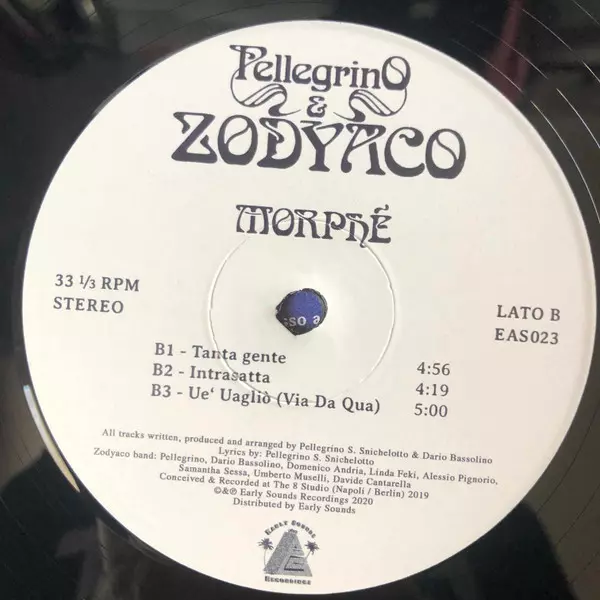 Pellegrino
&
ZODYACO
MORPHÉ
33 1/3 RPM
STEREO
LATO B
EAS023
B1 - Tanta gente 4:56
B2 - Intrasatta 4:19
B3 - Ue' Uagliò (Via Da Qua) 5:00
All tracks written, produced and arranged by Pellegrino S. Snichelotto & Dario Bassolino
Lyrics by: Pellegrino S. Snichelotto
Zodyaco band: Pellegrino, Dario Bassolino, Domenico Andria, Linda Feki, Alessio Pignorio,
Samantha Sessa, Umberto Muselli, Davide Cantarella
Conceived & Recorded at The 8 Studio (Napoli / Berlin) 2019
©&℗ Early Sounds Recordings 2020
Distributed by Early Sounds
EARLY SOUNDS
RECORDINGS